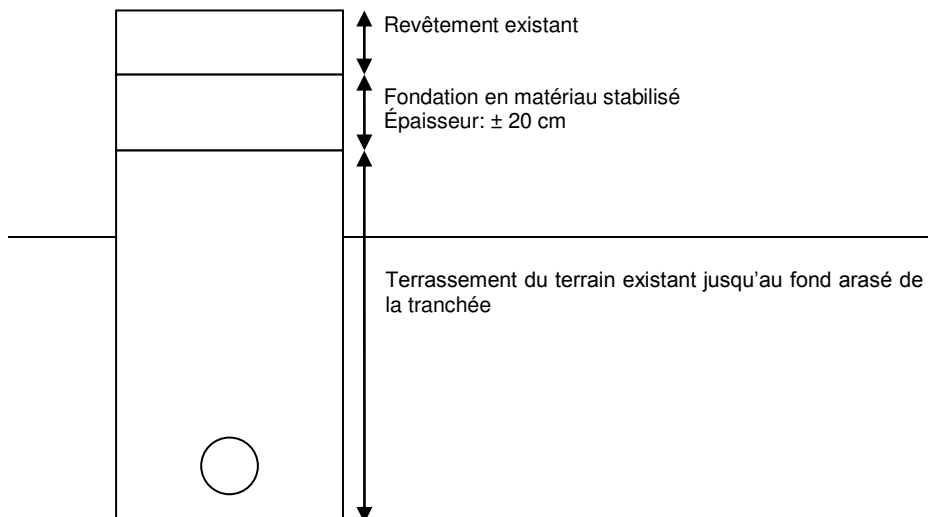 Revêtement existant
Fondation en matériau stabilisé
Épaisseur: ± 20 cm
Terrassement du terrain existant jusqu’au fond arasé de
la tranchée